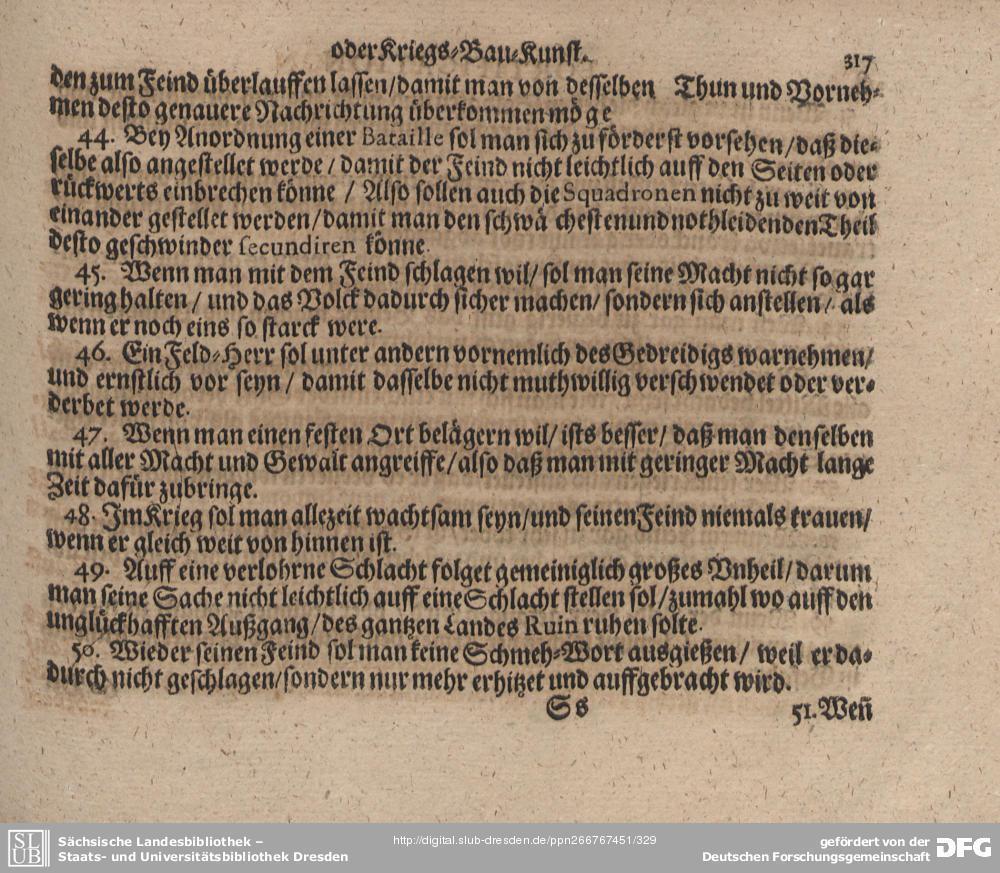 oder Kriegs-Bau-Kunst.
317
den zum Feind überlauffen lassen/damit man von desselben Thun und Vorneh-
men desto genauere Nachrichtung überkommen möge
44. Bey Anordnung einer Bataille sol man sich zu förderst vorsehen/daß die-
selbe also angestellet werde/damit der Feind nicht leichtlich auff den Seiten oder
rückwerts einbrechen könne / Also sollen auch die Squadronen nicht zu weit von
einander gestellet werden/damit man den schwächesten und nothleidenden Theil
desto geschwinder secundiren könne.
45. Wenn man mit dem Feind schlagen wil/ sol man seine Macht nicht so gar
gering halten / und das Volck dadurch sicher machen/ sondern sich anstellen/ als
wenn er noch eins so starck were.
46. Ein Feld-Herr sol unter andern vornemlich des Gedreidigs warnehmen/
und ernstlich vor seyn / damit dasselbe nicht muthwillig verschwendet oder ver-
derbet werde.
47. Wenn man einen festen Ort belägern wil/ ists besser/ daß man denselben
mit aller Macht und Gewalt angreiffe/also daß man mit geringer Macht lange
Zeit dafür zubringe.
48. Im Krieg sol man allezeit wachtsam seyn/und seinen Feind niemals trauen/
wenn er gleich weit von hinnen ist.
49. Auff eine verlohrne Schlacht folget gemeiniglich großes Vnheil/darum
man seine Sache nicht leichtlich auff eine Schlacht stellen sol/zumahl wo auff den
unglückhafften Außgang/des gantzen Landes Ruin ruhen solte.
50. Wieder seinen Feind sol man keine Schmeh-Wort ausgießen/ weil er da-
durch nicht geschlagen/sondern nur mehr erhitzet und auffgebracht wird.
Ss
51. Weñ
SLUB
Sächsische Landesbibliothek –
Staats- und Universitätsbibliothek Dresden
http://digital.slub-dresden.de/ppn266767451/329
gefördert von der
Deutschen Forschungsgemeinschaft
DFG